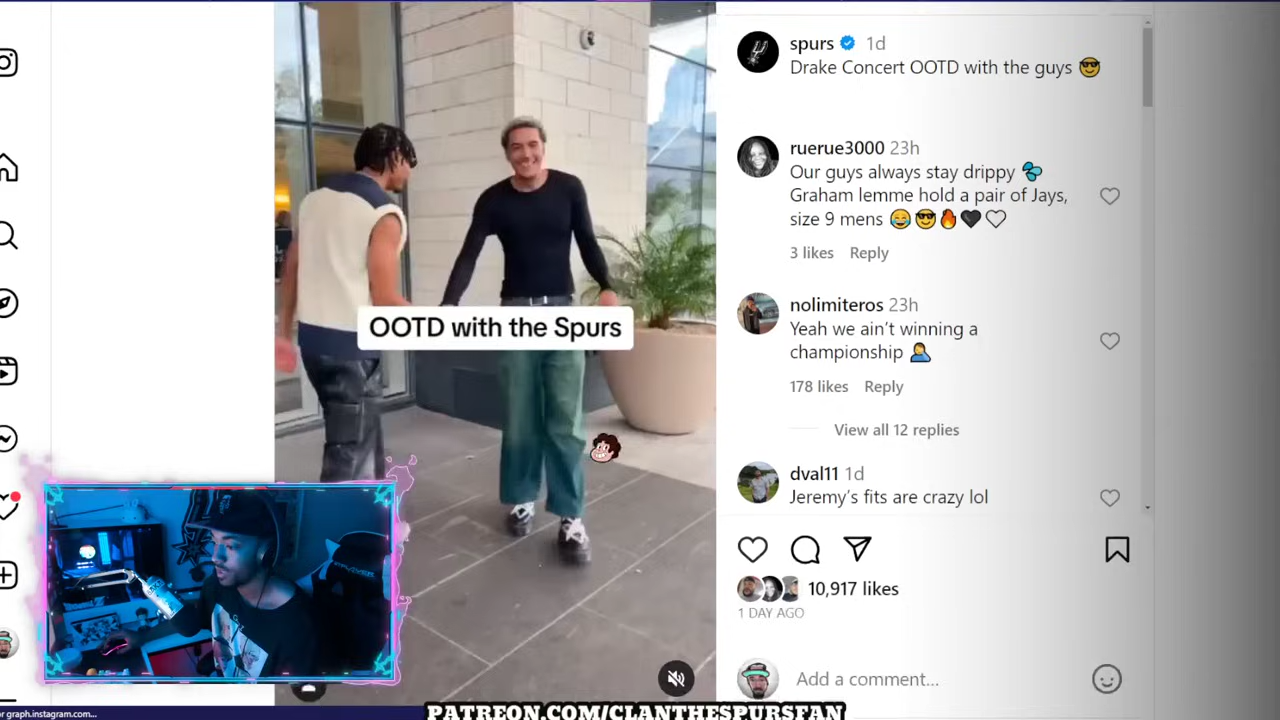 spurs 1d
Drake Concert OOTD with the guys 😎
ruerue3000 23h
Our guys always stay drippy 💦
Graham lemme hold a pair of Jays,
size 9 mens 😂😎🔥🖤🤍
3 likes Reply
nolimiteros 23h
Yeah we ain't winning a
championship 🤦‍♂️
178 likes Reply
View all 12 replies
dval11 1d
Jeremy's fits are crazy lol
OOTD with the Spurs
10,917 likes
1 DAY AGO
Add a comment...
graph.instagram.com...
PATREON.COM/CLANTHESPURSFAN